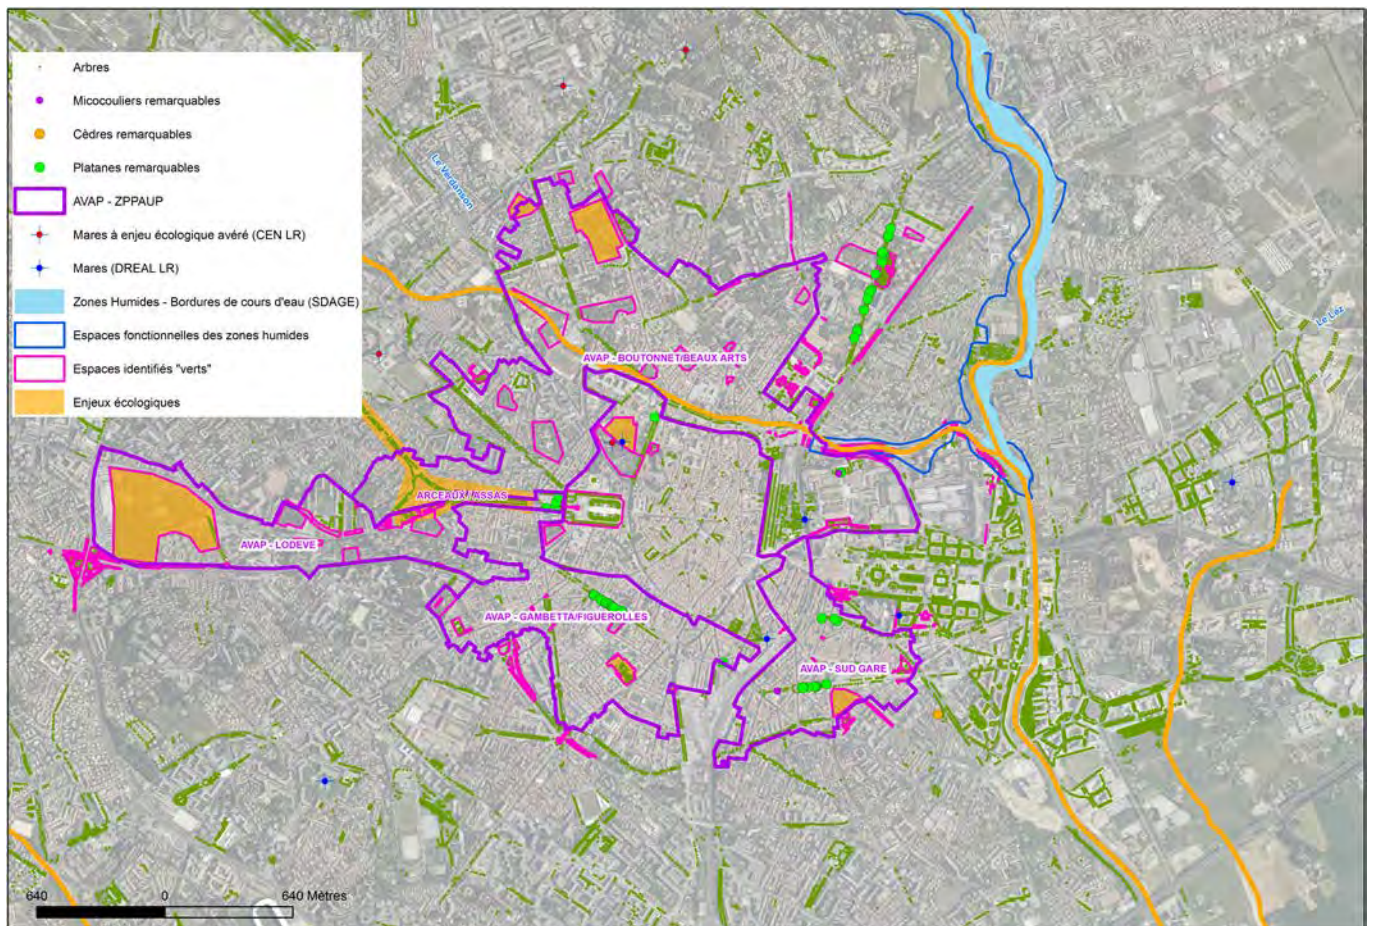 Arbres
Micocouliers remarquables
Cèdres remarquables
Platanes remarquables
AVAP - ZPPAUP
Mares à enjeu écologique avéré (CEN LR)
Mares (DREAL LR)
Zones Humides - Bordures de cours d'eau (SDAGE)
Espaces fonctionnelles des zones humides
Espaces identifiés "verts"
Enjeux écologiques
Le Verdanson
Le Lez
AVAP - BOUTONNET/BEAUX ARTS
ARCEAUX / ASSAS
AVAP - LODEVE
AVAP - GAMBETTA/FIGUEROLLES
AVAP - SUD GARE
640 0 640 Mètres